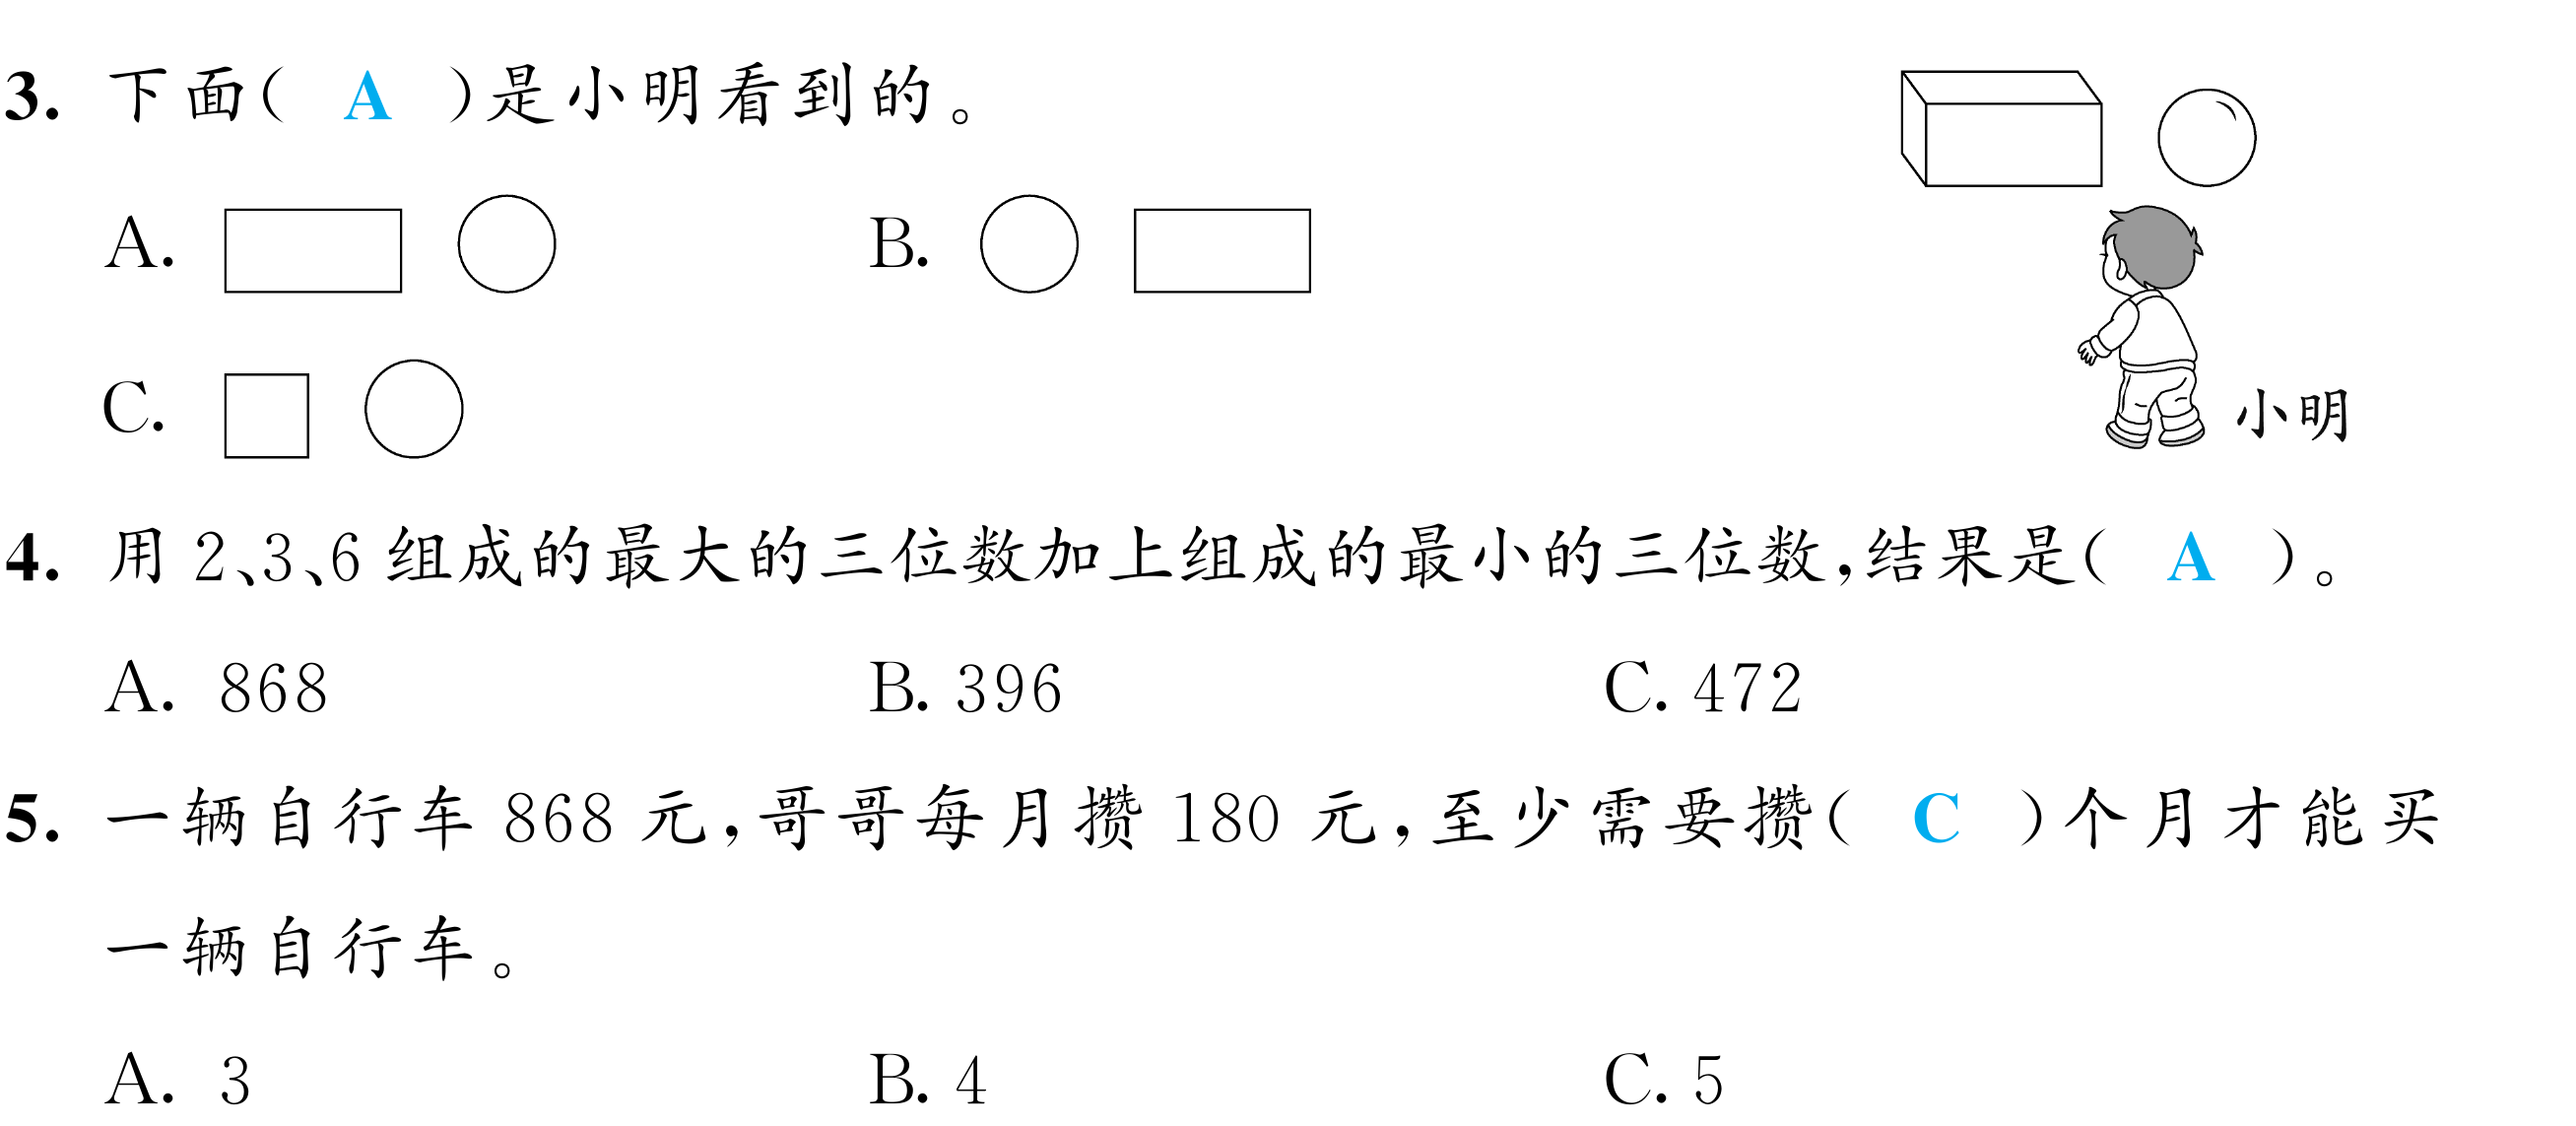 3. 下面( A )是小明看到的。
A.
B.
C.
小明
4. 用 2、3、6 组成的最大的三位数加上组成的最小的三位数,结果是( A )。
A. 868 B. 396 C. 472
5. 一辆自行车 868 元,哥哥每月攒 180 元,至少需要攒( C )个月才能买
一辆自行车。
A. 3 B. 4 C. 5